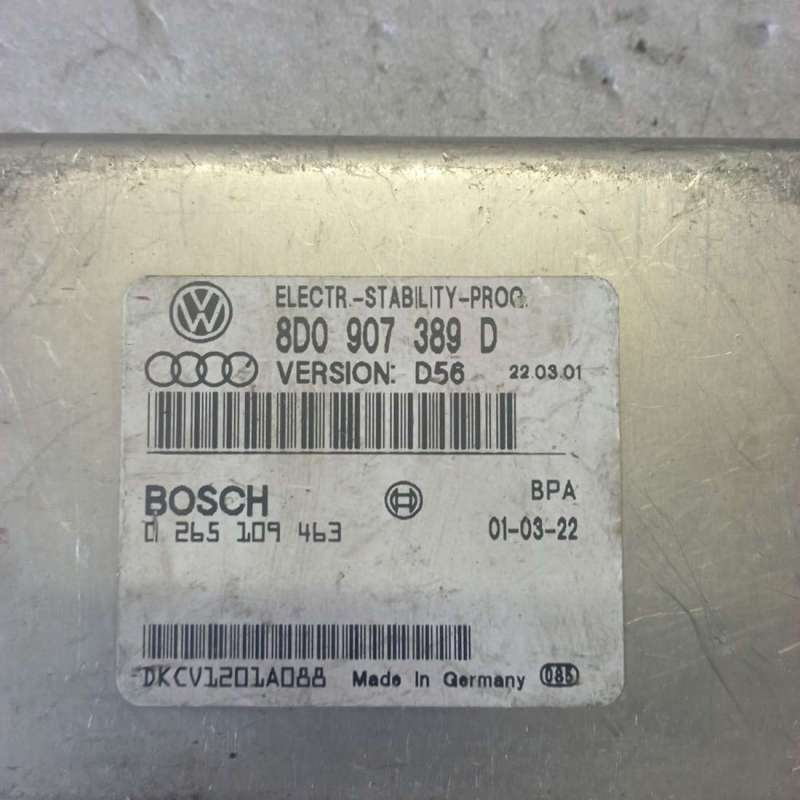 ELECTR.-STABILITY-PROG.
8D0 907 389 D
VERSION: D56 22.03.01
BOSCH BPA
0 265 109 463 01-03-22
DKCV1201A088 Made in Germany 085